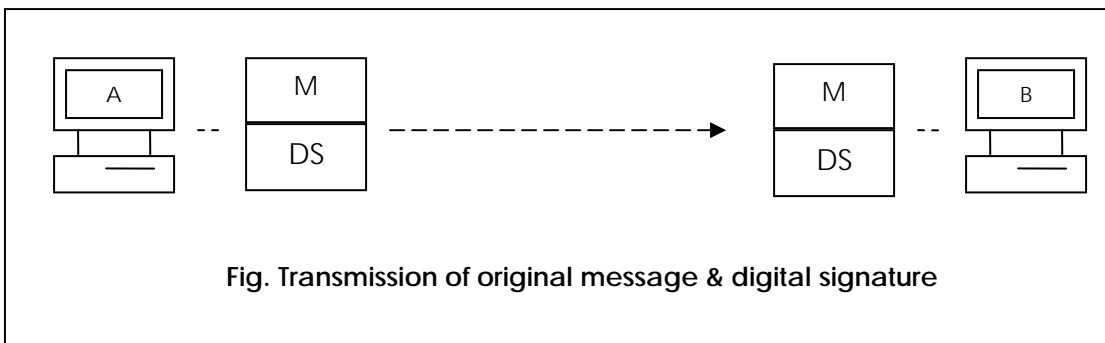 A
M
DS
M
DS
B
Fig. Transmission of original message & digital signature